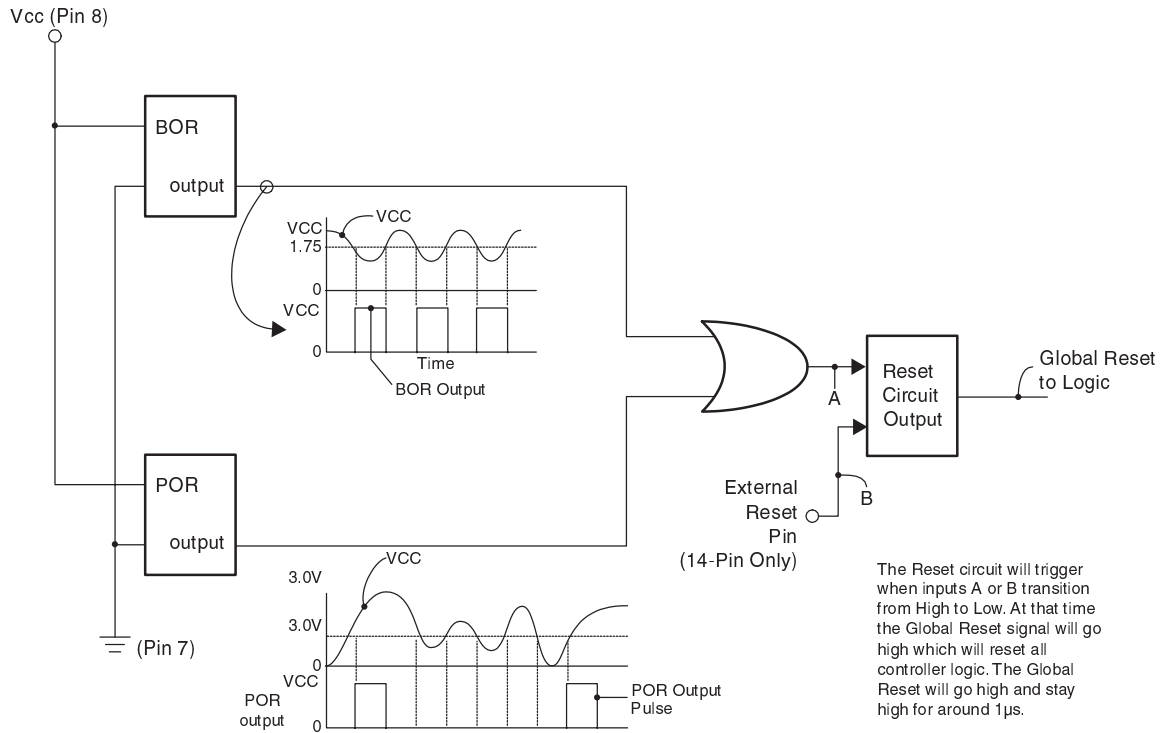 Vcc (Pin 8)
BOR
output
VCC
VCC
1.75
0
VCC
0
Time
BOR Output
POR
output
(Pin 7)
VCC
3.0V
3.0V
0
VCC
POR
output
0
POR Output
Pulse
A
Reset
Circuit
Output
Global Reset
to Logic
B
External
Reset
Pin
(14-Pin Only)
The Reset circuit will trigger
when inputs A or B transition
from High to Low. At that time
the Global Reset signal will go
high which will reset all
controller logic. The Global
Reset will go high and stay
high for around 1µs.